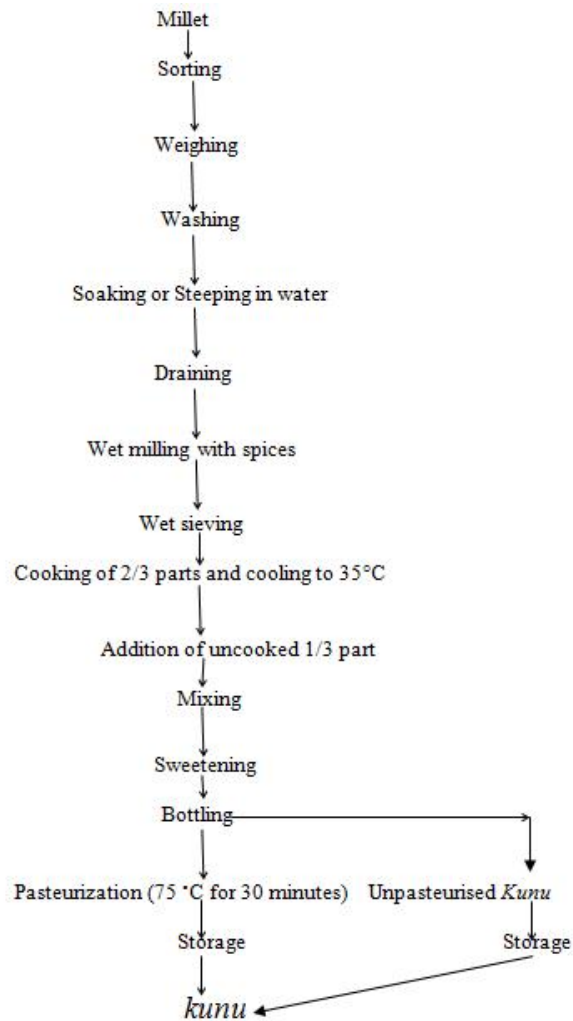 Millet
Sorting
Weighing
Washing
Soaking or Steeping in water
Draining
Wet milling with spices
Wet sieving
Cooking of 2/3 parts and cooling to 35°C
Addition of uncooked 1/3 part
Mixing
Sweetening
Bottling
Pasteurization (75 °C for 30 minutes) Unpasteurised Kunu
Storage Storage
kunu